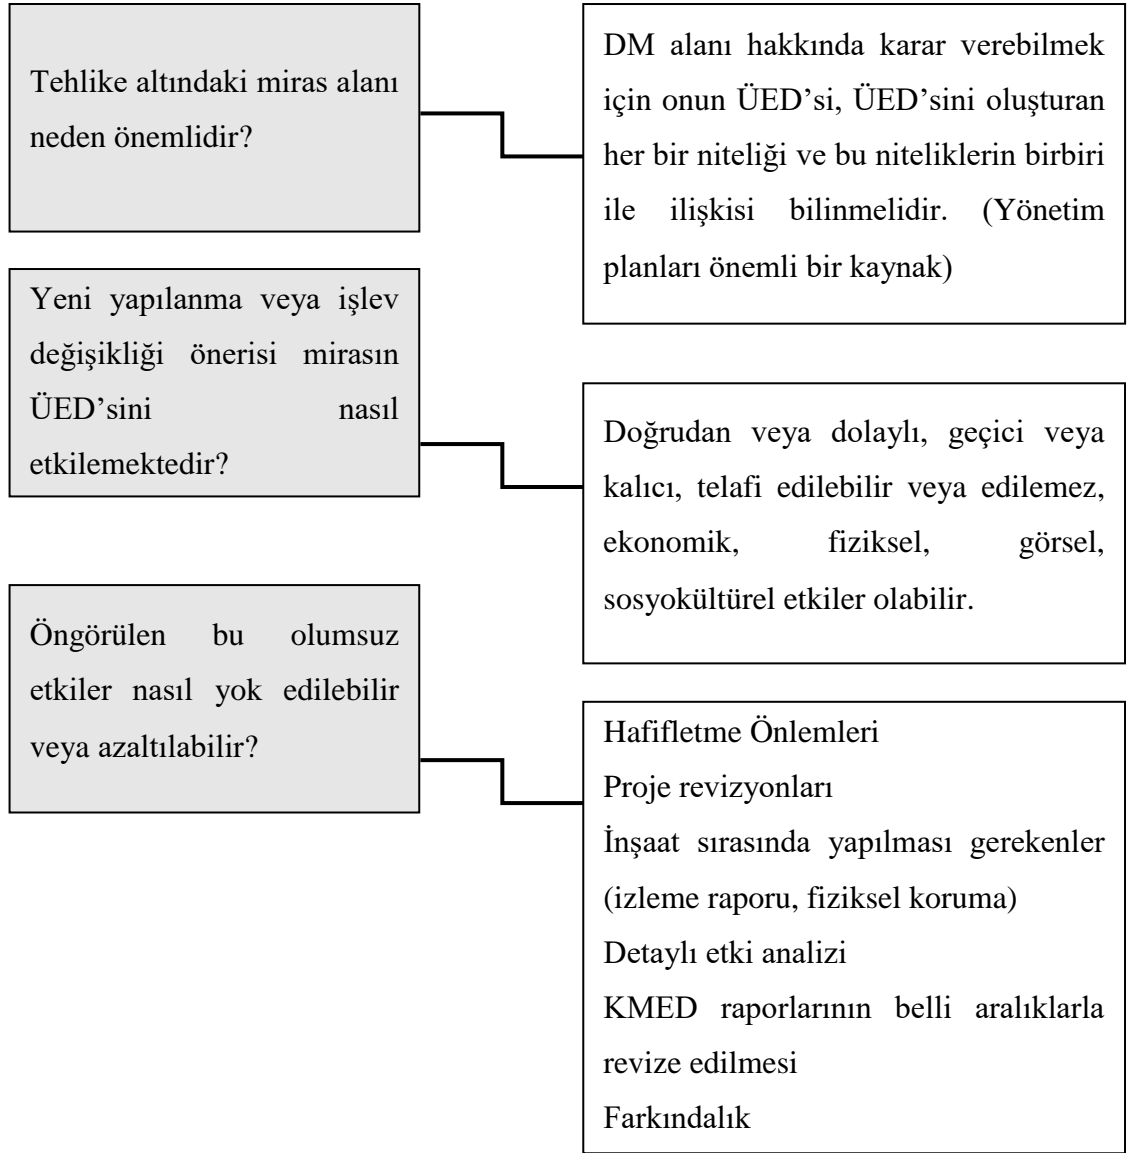 Tehlike altındaki miras alanı
neden önemlidir?
DM alanı hakkında karar verebilmek
için onun ÜED’si, ÜED’sini oluşturan
her bir niteliği ve bu niteliklerin birbiri
ile ilişkisi bilinmelidir. (Yönetim
planları önemli bir kaynak)
Yeni yapılanma veya işlev
değişikliği önerisi mirasın
ÜED’sini nasıl
etkilemektedir?
Doğrudan veya dolaylı, geçici veya
kalıcı, telafi edilebilir veya edilemez,
ekonomik, fiziksel, görsel,
sosyokültürel etkiler olabilir.
Öngörülen bu olumsuz
etkiler nasıl yok edilebilir
veya azaltılabilir?
Hafifletme Önlemleri
Proje revizyonları
İnşaat sırasında yapılması gerekenler
(izleme raporu, fiziksel koruma)
Detaylı etki analizi
KMED raporlarının belli aralıklarla
revize edilmesi
Farkındalık